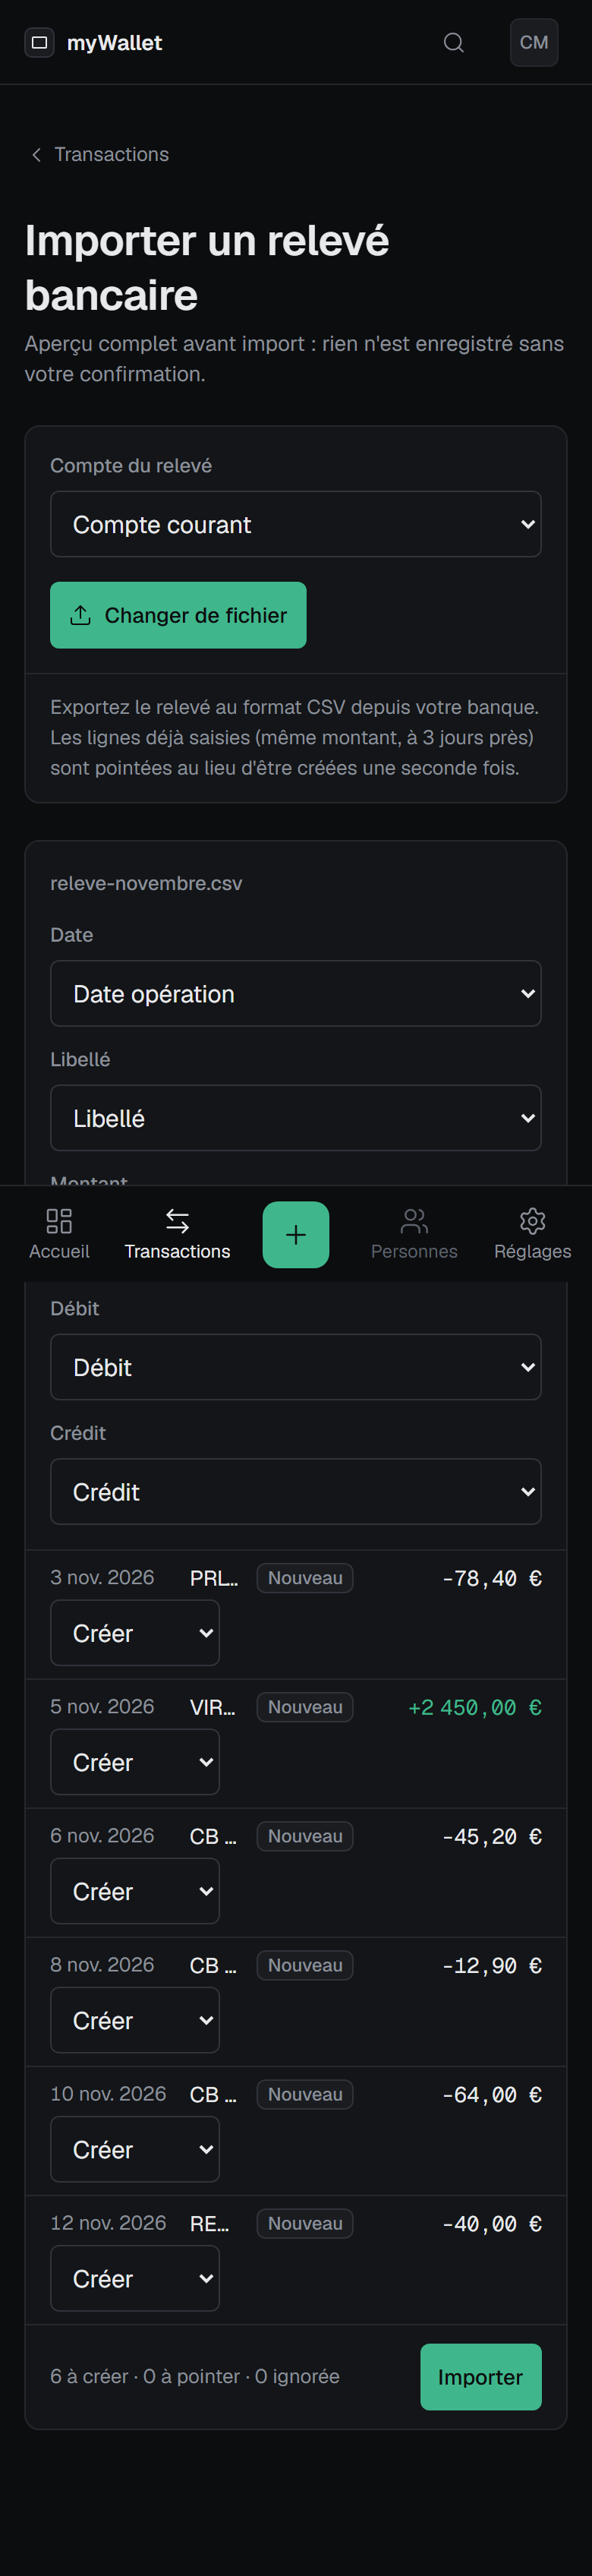 myWallet
CM
Transactions
Importer un relevé
bancaire
Aperçu complet avant import : rien n'est enregistré sans
votre confirmation.
Compte du relevé
Compte courant
Changer de fichier
Exportez le relevé au format CSV depuis votre banque.
Les lignes déjà saisies (même montant, à 3 jours près)
sont pointées au lieu d'être créées une seconde fois.
releve-novembre.csv
Date
Date opération
Libellé
Libellé
Montant
Accueil
Transactions
Personnes
Réglages
Débit
Débit
Crédit
Crédit
3 nov. 2026 PRL… Nouveau -78,40 €
Créer
5 nov. 2026 VIR… Nouveau +2 450,00 €
Créer
6 nov. 2026 CB … Nouveau -45,20 €
Créer
8 nov. 2026 CB … Nouveau -12,90 €
Créer
10 nov. 2026 CB … Nouveau -64,00 €
Créer
12 nov. 2026 RE… Nouveau -40,00 €
Créer
6 à créer · 0 à pointer · 0 ignorée
Importer